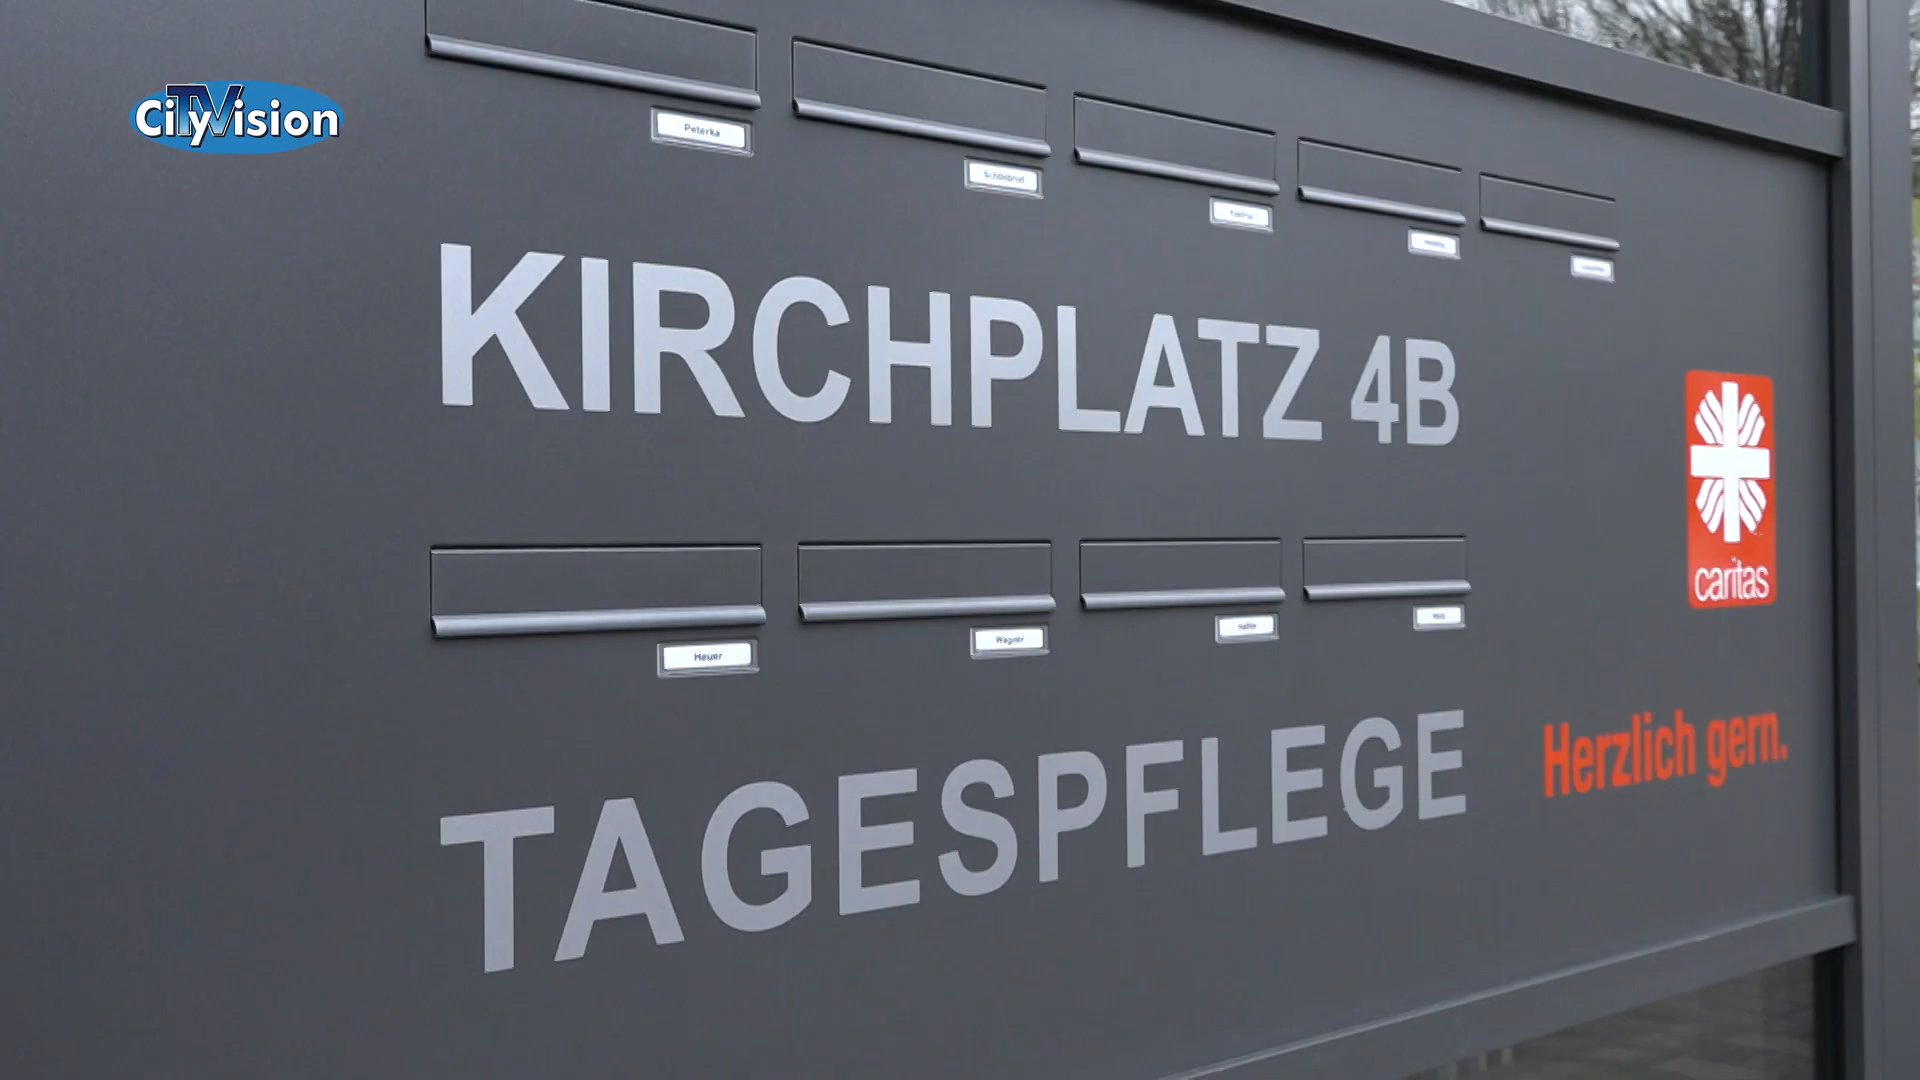 CiTyVision
Peterka
KIRCHPLATZ 4B
caritas
Heuer
Wagner
Herzlich gern.
TAGESPFLEGE